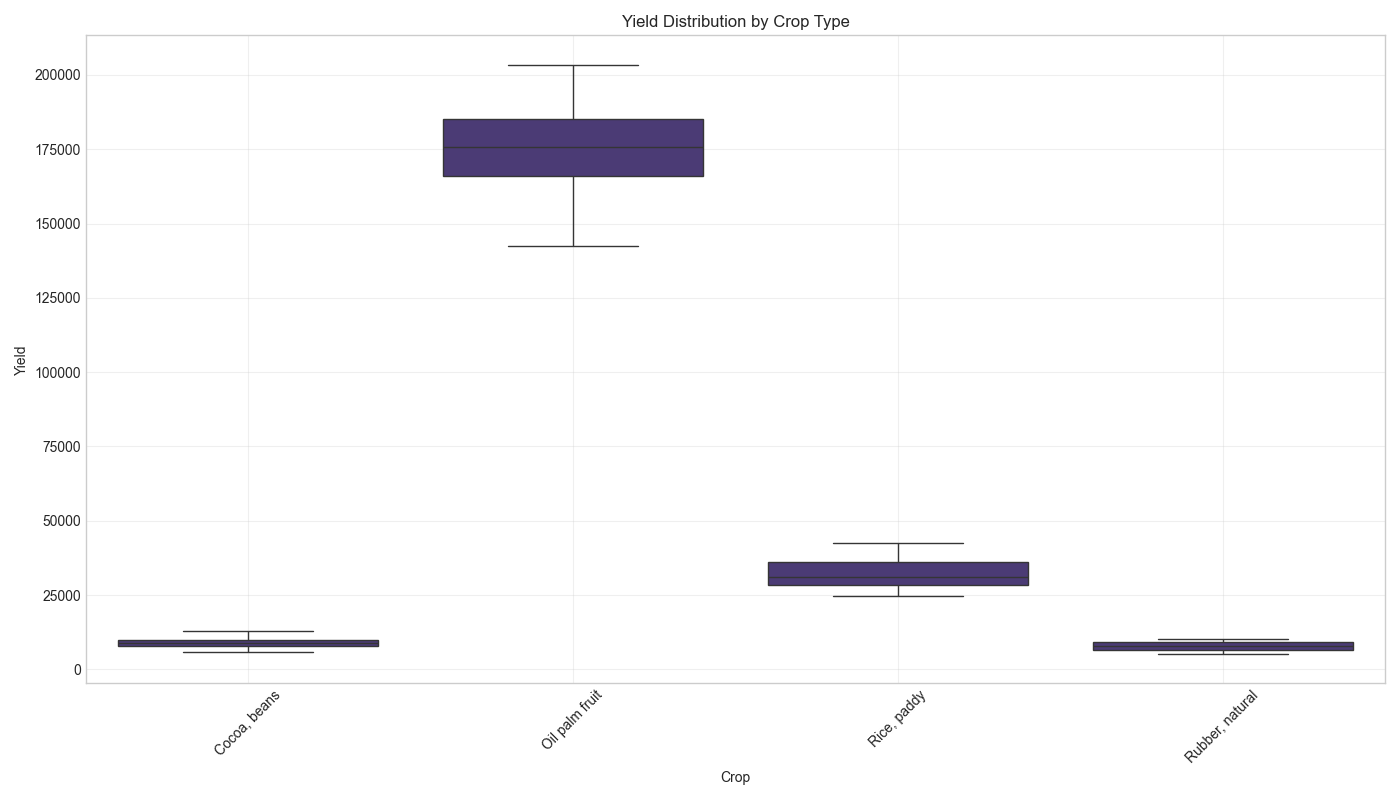 Yield Distribution by Crop Type
Yield
200000
175000
150000
125000
100000
75000
50000
25000
0
Cocoa, beans
Oil palm fruit
Rice, paddy
Rubber, natural
Crop